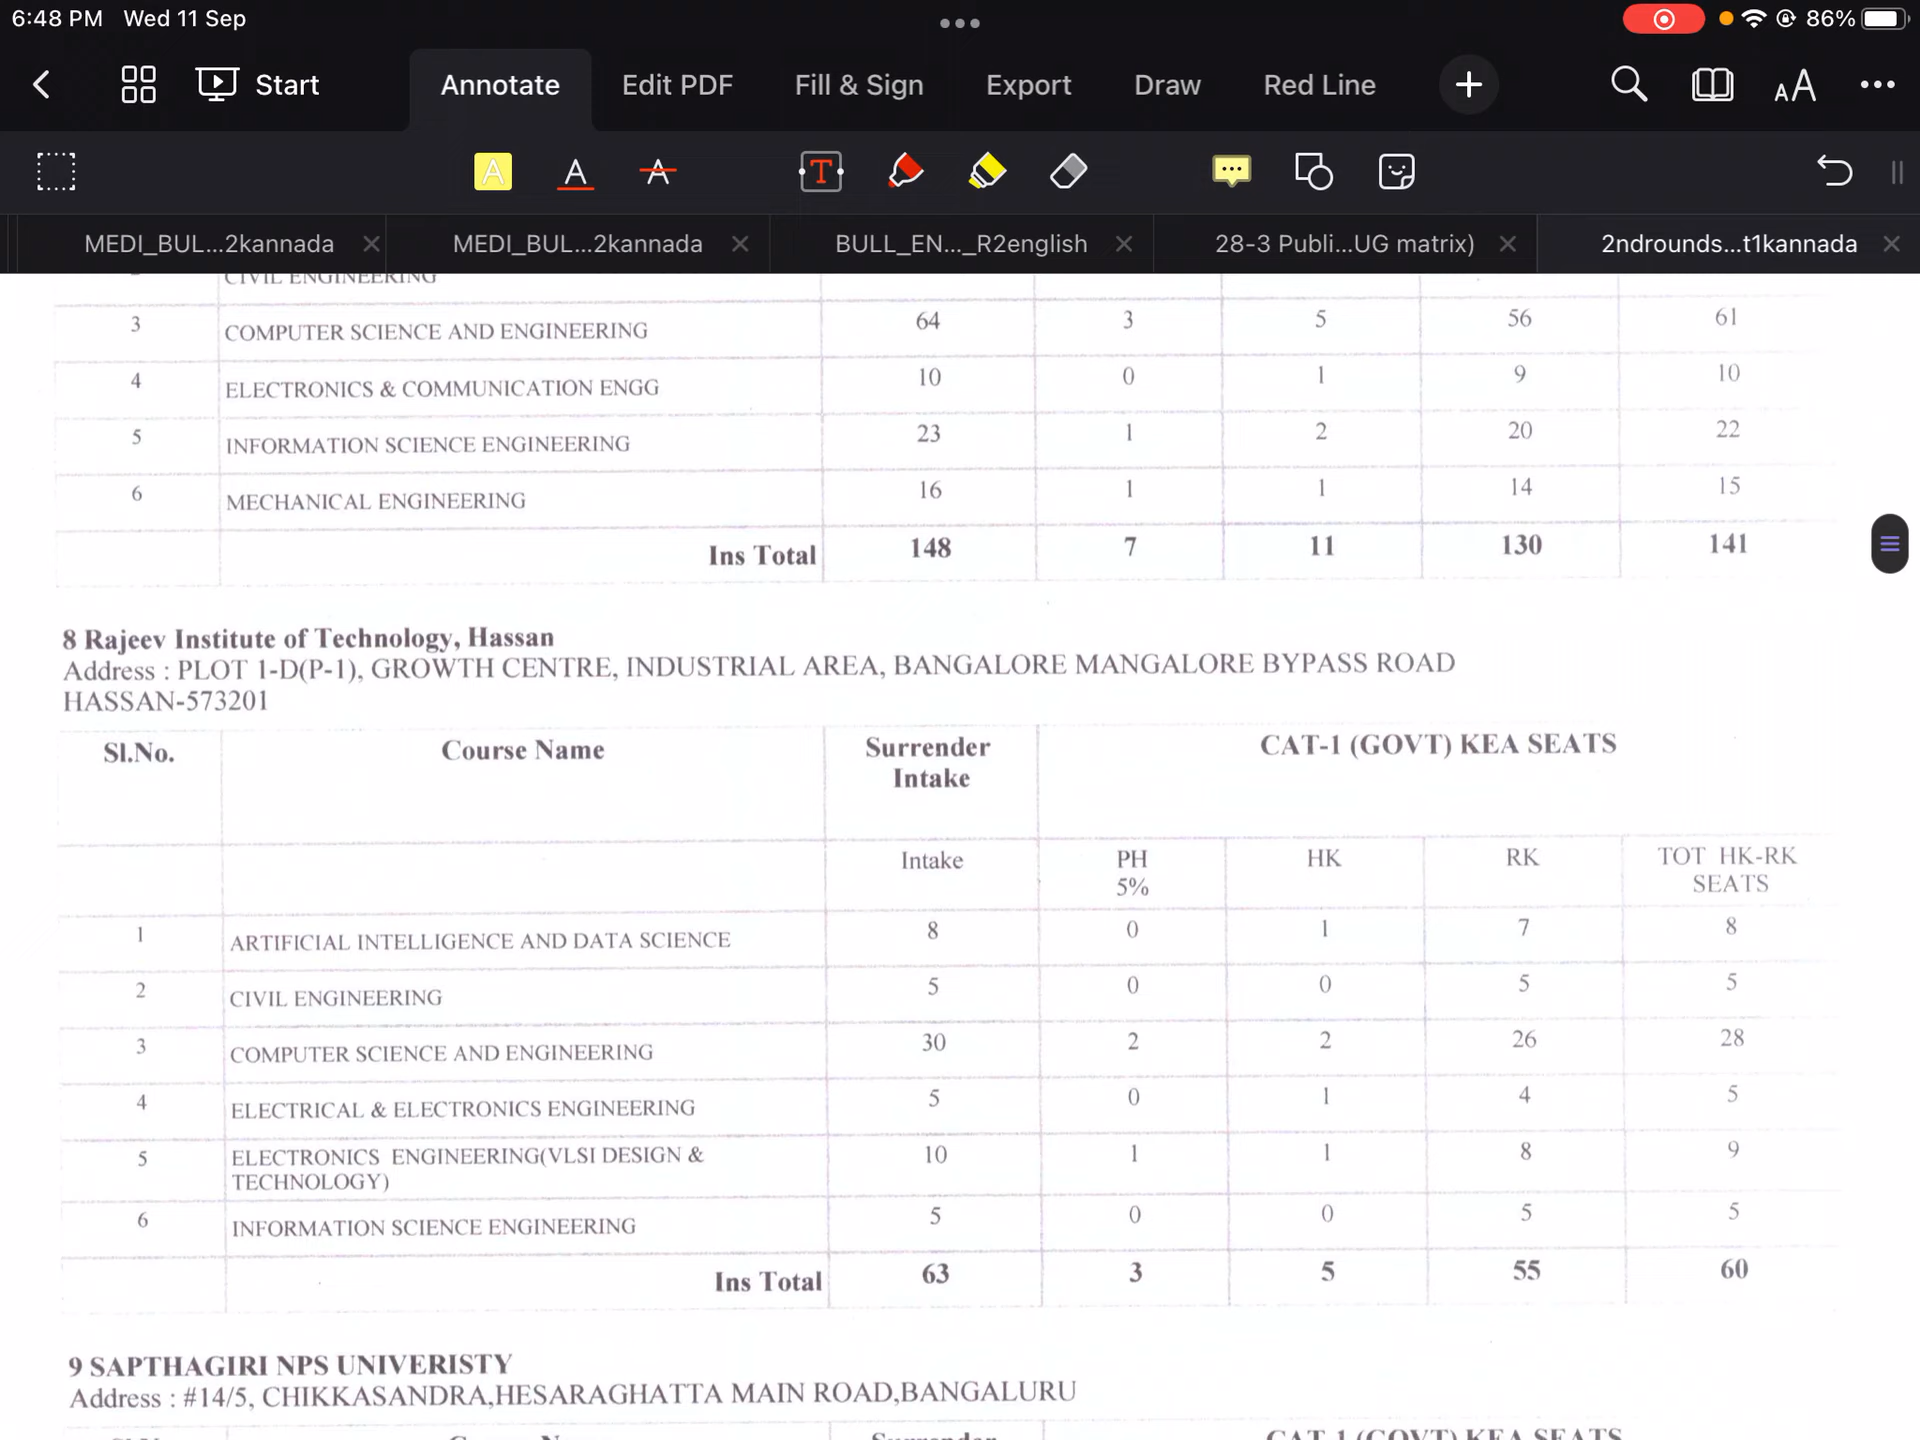 6:48 PM Wed 11 Sep
86%
Start
Annotate
Edit PDF
Fill & Sign
Export
Draw
Red Line
AA
A A A T
MEDI_BUL...2kannada
MEDI_BUL...2kannada
BULL_EN..._R2english
28-3 Publi...UG matrix)
2ndrounds...t1kannada
CIVIL ENGINEERING
3 COMPUTER SCIENCE AND ENGINEERING 64 3 5 56 61
4 ELECTRONICS & COMMUNICATION ENGG 10 0 1 9 10
5 INFORMATION SCIENCE ENGINEERING 23 1 2 20 22
6 MECHANICAL ENGINEERING 16 1 1 14 15
Ins Total 148 7 11 130 141
8 Rajeev Institute of Technology, Hassan
Address : PLOT 1-D(P-1), GROWTH CENTRE, INDUSTRIAL AREA, BANGALORE MANGALORE BYPASS ROAD
HASSAN-573201
Sl.No. Course Name Surrender CAT-1 (GOVT) KEA SEATS
Intake
Intake PH HK RK TOT HK-RK
5% SEATS
1 ARTIFICIAL INTELLIGENCE AND DATA SCIENCE 8 0 1 7 8
2 CIVIL ENGINEERING 5 0 0 5 5
3 COMPUTER SCIENCE AND ENGINEERING 30 2 2 26 28
4 ELECTRICAL & ELECTRONICS ENGINEERING 5 0 1 4 5
5 ELECTRONICS ENGINEERING(VLSI DESIGN & 10 1 1 8 9
TECHNOLOGY)
6 INFORMATION SCIENCE ENGINEERING 5 0 0 5 5
Ins Total 63 3 5 55 60
9 SAPTHAGIRI NPS UNIVERISTY
Address : #14/5, CHIKKASANDRA,HESARAGHATTA MAIN ROAD,BANGALURU
Surrender CAT-1 (GOVT) KEA SEATS